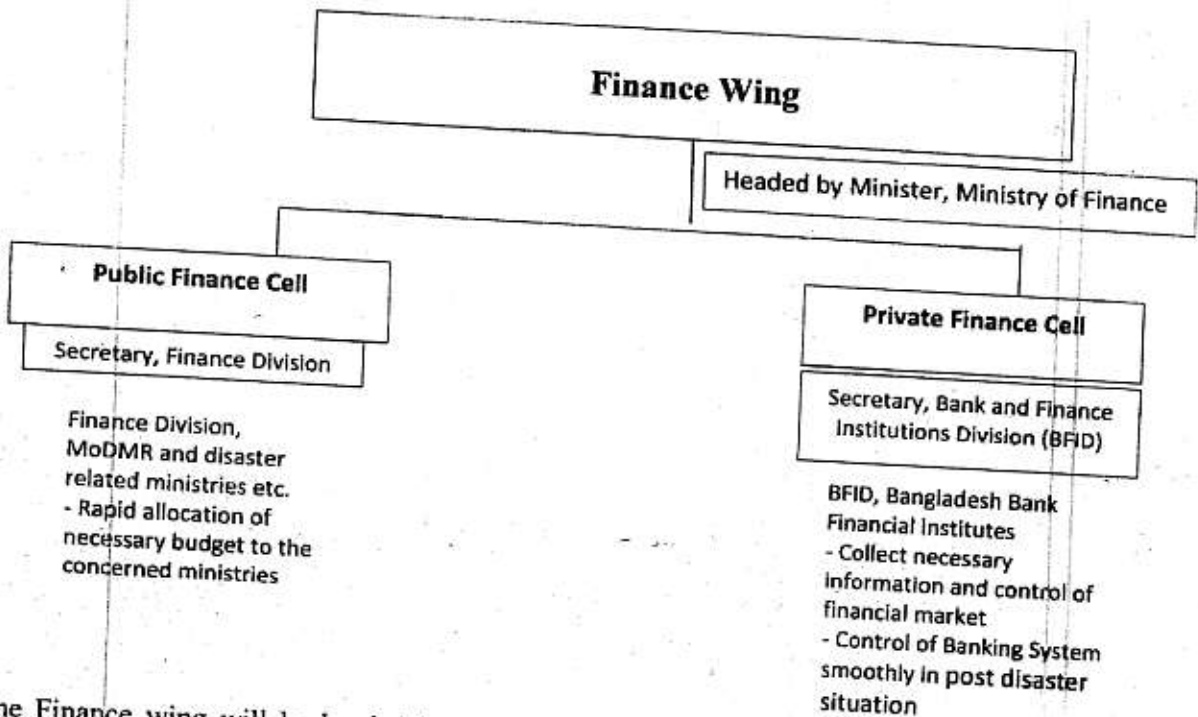 Finance Wing
Headed by Minister, Ministry of Finance
Public Finance Cell
Secretary, Finance Division
Finance Division,
MoDMR and disaster
related ministries etc.
- Rapid allocation of
necessary budget to the
concerned ministries
Private Finance Cell
Secretary, Bank and Finance
Institutions Division (BFID)
BFID, Bangladesh Bank
Financial Institutes
- Collect necessary
information and control of
financial market
- Control of Banking System
smoothly in post disaster
situation
Finance wing will be